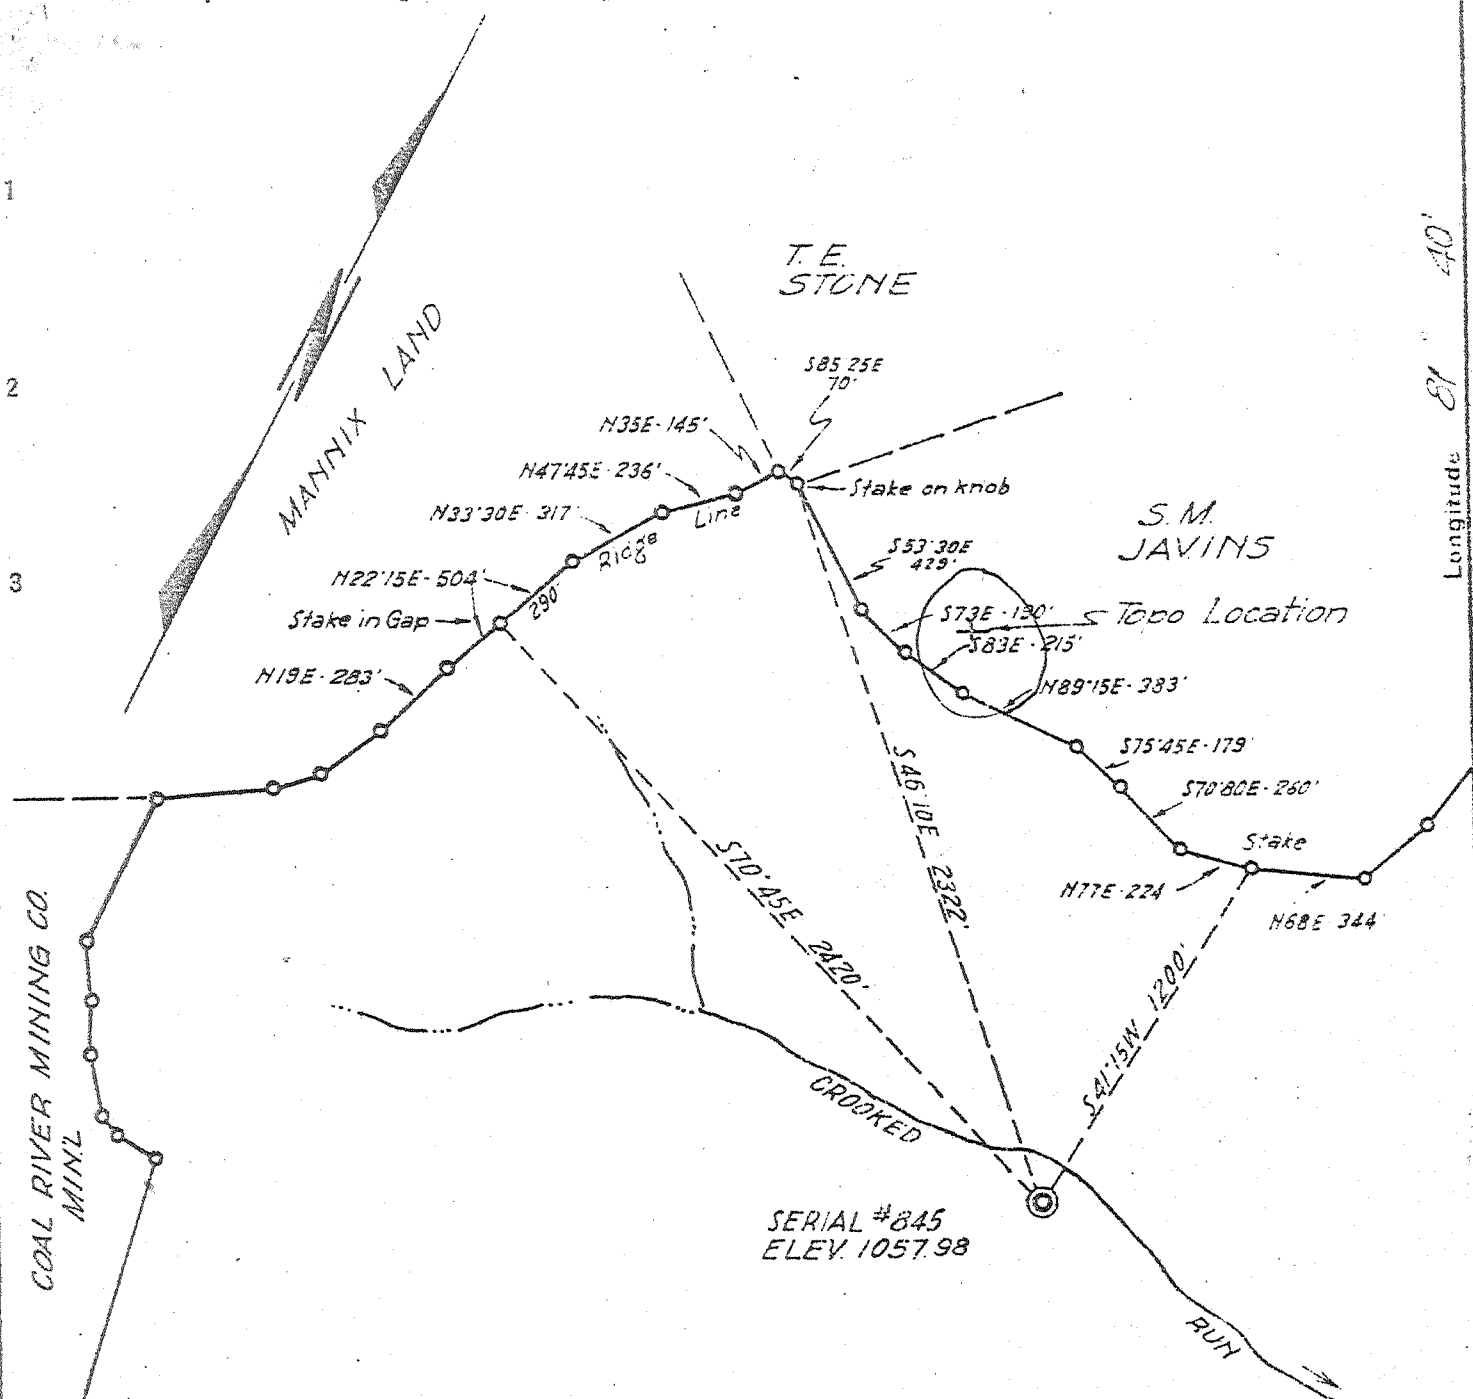 1
2
3
MANNIX LAND
T. E.
STONE
Longitude 81 40'
S85 25E
70'
N35E-145'
N47'45E-236'
N33'30E-317'
N22'15E-504'
Stake in Gap
N19E-283'
290'
Ridge Line
Stake on knob
S.M.
JAVINS
S53'30E
429'
S73E-190'
Topo Location
S83E-215'
N89'15E-383'
S75'45E-179'
S70'80E-260'
Stake
N77E-224
N68E 344'
S70'45E 2420'
S46'10E 2322'
S41'15W 1200'
COAL RIVER MINING CO.
MIN'L
CROOKED
RUN
SERIAL #845
ELEV. 1057.98